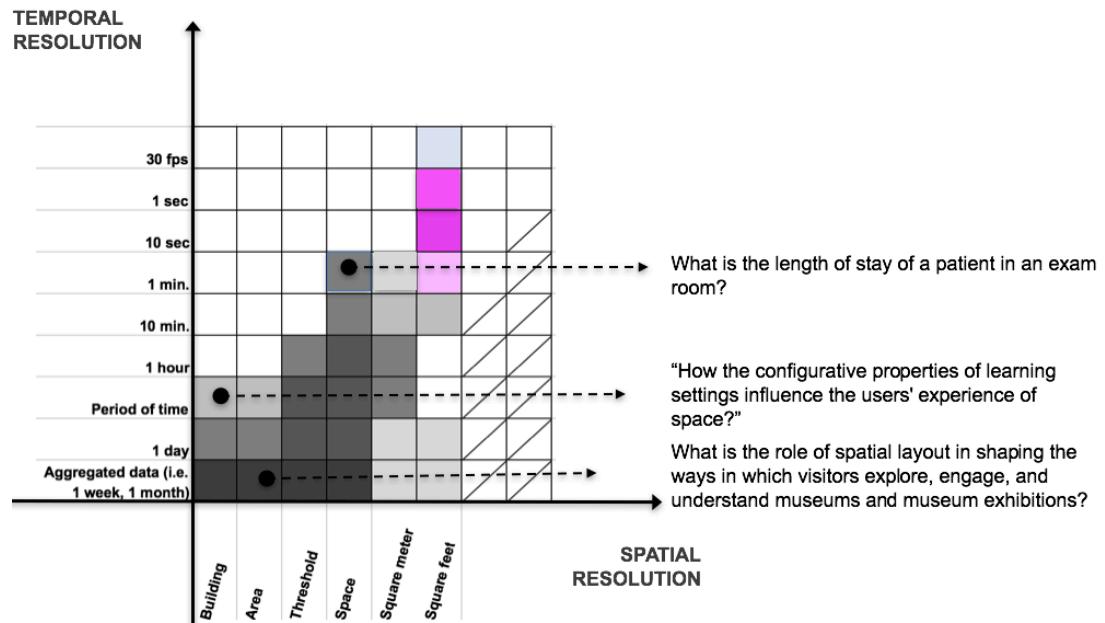 TEMPORAL
RESOLUTION
30 fps
1 sec
10 sec
1 min.
10 min.
1 hour
Period of time
1 day
Aggregated data (i.e.
1 week, 1 month)
What is the length of stay of a patient in an exam
room?
“How the configurative properties of learning
settings influence the users' experience of
space?”
What is the role of spatial layout in shaping the
ways in which visitors explore, engage, and
understand museums and museum exhibitions?
Building
Area
Threshold
Space
Square meter
Square feet
SPATIAL
RESOLUTION